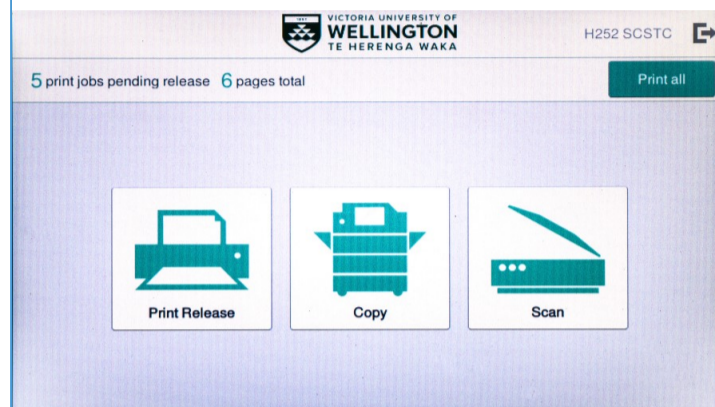 1897
VICTORIA UNIVERSITY OF
WELLINGTON
TE HERENGA WAKA
H252 SCSTC
5 print jobs pending release 6 pages total
Print all
Print Release
Copy
Scan